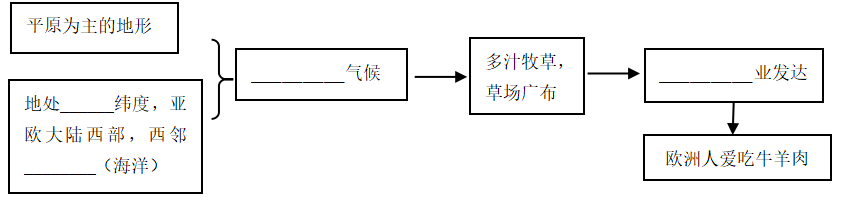 平原为主的地形
地处______纬度，亚
欧大陆西部，西邻
________（海洋）
__________气候
多汁牧草，
草场广布
__________业发达
欧洲人爱吃牛羊肉